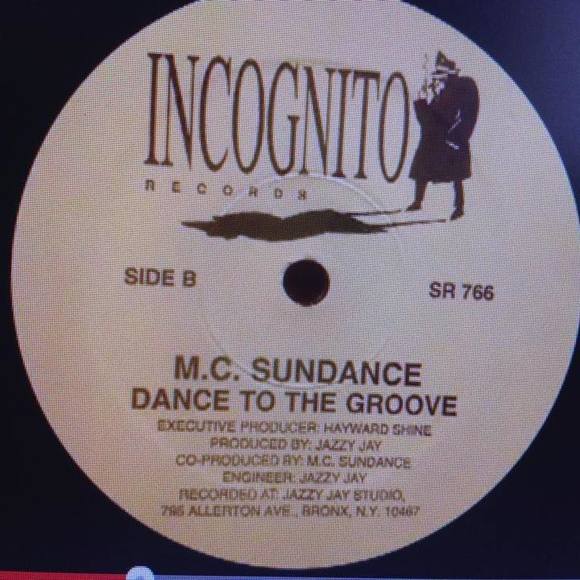 INCOGNITO
RECORDS
SIDE B
SR 766
M.C. SUNDANCE
DANCE TO THE GROOVE
EXECUTIVE PRODUCER: HAYWARD SHINE
PRODUCED BY: JAZZY JAY
CO-PRODUCED BY: M.C. SUNDANCE
ENGINEER: JAZZY JAY
RECORDED AT: JAZZY JAY STUDIO,
795 ALLERTON AVE., BRONX, N.Y. 10467